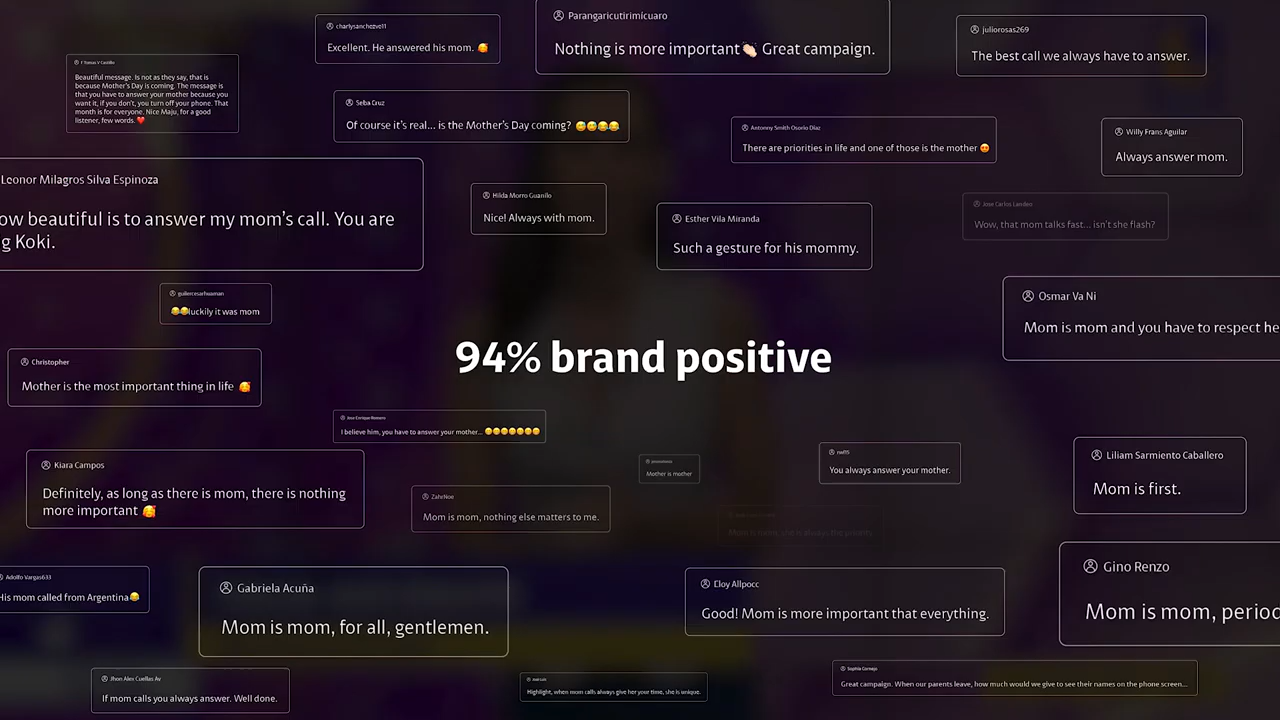 charlysanchezve11
Excellent. He answered his mom. 🥰
Parangaricutirimicuaro
Nothing is more important👏🏻 Great campaign.
juliorosas269
The best call we always have to answer.
Beautiful message. Is not as they say, that is
because Mother's Day is coming. The message is
that you have to answer your mother because you
want it, if you don't, you turn off your phone. That
month is for everyone. Nice Maju, for a good
listener, few words. ❤️
Seba Cruz
Of course it's real... is the Mother's Day coming? 😅😅😂😂
Antonny Smith Osorio Díaz
There are priorities in life and one of those is the mother 😍
Willy Frans Aguilar
Always answer mom.
Leonor Milagros Silva Espinoza
ow beautiful is to answer my mom's call. You are
g Koki.
Hilda Morro Guanilo
Nice! Always with mom.
Esther Vila Miranda
Such a gesture for his mommy.
Jose Carlos Landeo
Wow, that mom talks fast... isn't she flash?
😂😂luckily it was mom
Osmar Va Ni
Mom is mom and you have to respect he
94% brand positive
Christopher
Mother is the most important thing in life 🥰
Jose Enrique Romero
I believe him, you have to answer your mother... 😁😁😁😁😁😁😁
Kiara Campos
Definitely, as long as there is mom, there is nothing
more important 🥰
ZahrNoe
Mom is mom, nothing else matters to me.
Mother is mother
You always answer your mother.
Liliam Sarmiento Caballero
Mom is first.
Adolfo Vargas633
His mom called from Argentina😂
Gabriela Acuña
Mom is mom, for all, gentlemen.
Eloy Allpocc
Good! Mom is more important that everything.
Gino Renzo
Mom is mom, period
Jhon Alex Cuellas Av
If mom calls you always answer. Well done.
Highlight, when mom calls always give her your time, she is unique.
Sophia Cornejo
Great campaign. When our parents leave, how much would we give to see their names on the phone screen...